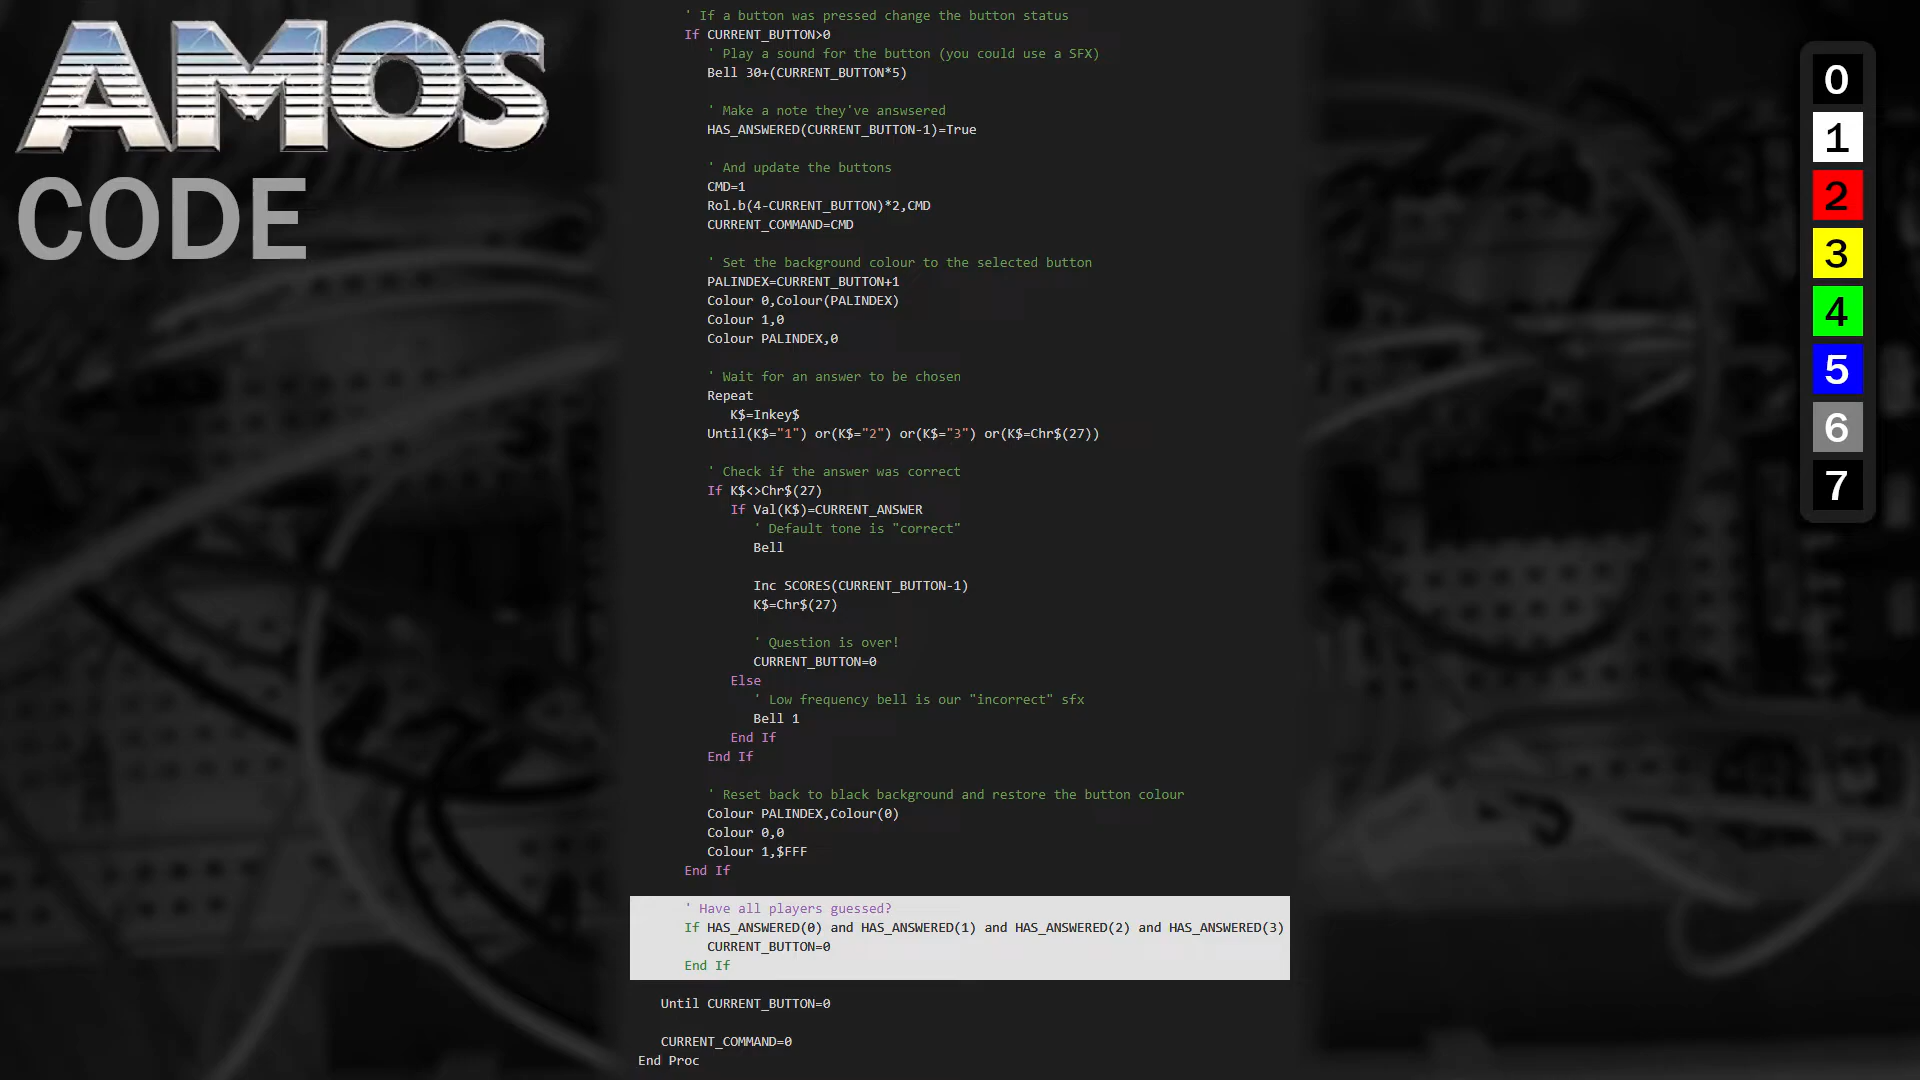 AMOS
CODE
' If a button was pressed change the button status
If CURRENT_BUTTON>0
' Play a sound for the button (you could use a SFX)
Bell 30+(CURRENT_BUTTON*5)
' Make a note they've answsered
HAS_ANSWERED(CURRENT_BUTTON-1)=True
' And update the buttons
CMD=1
Rol.b(4-CURRENT_BUTTON)*2,CMD
CURRENT_COMMAND=CMD
' Set the background colour to the selected button
PALINDEX=CURRENT_BUTTON+1
Colour 0,Colour(PALINDEX)
Colour 1,0
Colour PALINDEX,0
' Wait for an answer to be chosen
Repeat
K$=Inkey$
Until(K$="1") or(K$="2") or(K$="3") or(K$=Chr$(27))
' Check if the answer was correct
If K$<>Chr$(27)
If Val(K$)=CURRENT_ANSWER
' Default tone is "correct"
Bell
Inc SCORES(CURRENT_BUTTON-1)
K$=Chr$(27)
' Question is over!
CURRENT_BUTTON=0
Else
' Low frequency bell is our "incorrect" sfx
Bell 1
End If
End If
' Reset back to black background and restore the button colour
Colour PALINDEX,Colour(0)
Colour 0,0
Colour 1,$FFF
End If
' Have all players guessed?
If HAS_ANSWERED(0) and HAS_ANSWERED(1) and HAS_ANSWERED(2) and HAS_ANSWERED(3)
CURRENT_BUTTON=0
End If
Until CURRENT_BUTTON=0
CURRENT_COMMAND=0
End Proc
0
1
2
3
4
5
6
7